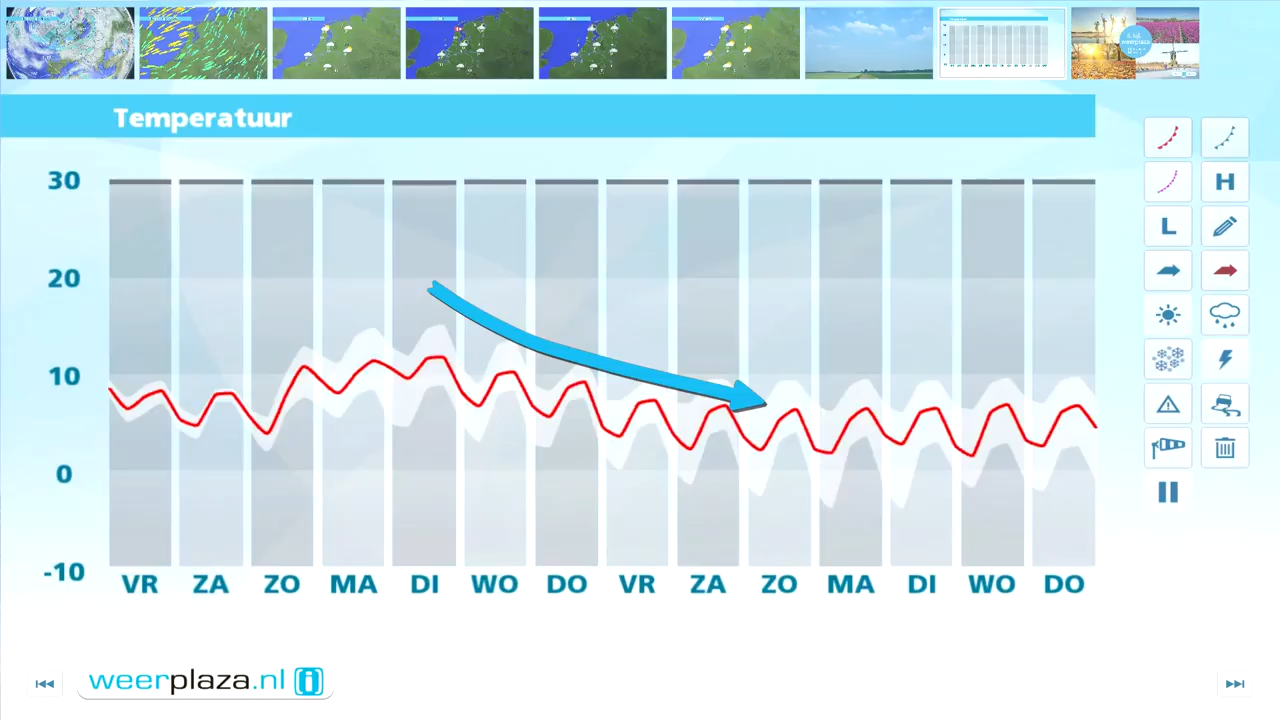 Temperatuur
30
20
10
0
-10
VR ZA ZO MA DI WO DO VR ZA ZO MA DI WO DO
H
L
weerplaza.nl